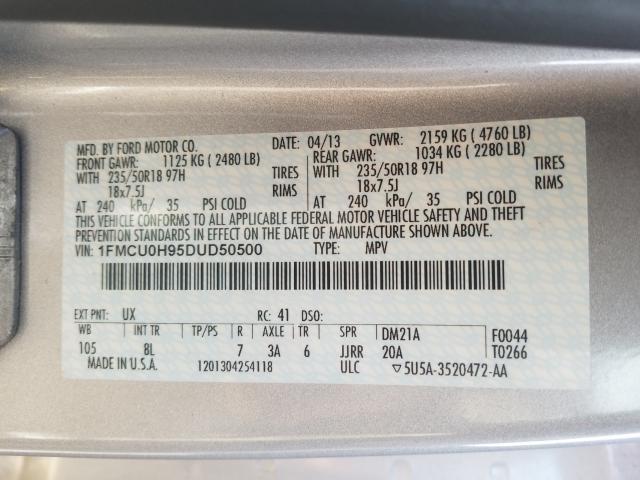 MFD. BY FORD MOTOR CO. DATE: 04/13 GVWR: 2159 KG ( 4760 LB)
FRONT GAWR: 1125 KG ( 2480 LB) REAR GAWR: 1034 KG ( 2280 LB)
WITH 235/50R18 97H TIRES WITH 235/50R18 97H TIRES
18x7.5J RIMS 18x7.5J RIMS
AT 240 kPa/ 35 PSI COLD AT 240 kPa/ 35 PSI COLD
THIS VEHICLE CONFORMS TO ALL APPLICABLE FEDERAL MOTOR VEHICLE SAFETY AND THEFT
PREVENTION STANDARDS IN EFFECT ON THE DATE OF MANUFACTURE SHOWN ABOVE.
VIN: 1FMCU0H95DUD50500 TYPE: MPV
EXT PNT: UX RC: 41 DSO:
WB INT TR TP/PS R AXLE TR SPR DM21A F0044
105 8L 7 3A 6 JJRR 20A T0266
MADE IN U.S.A. 1201304254118 ULC ▽5U5A-3520472-AA